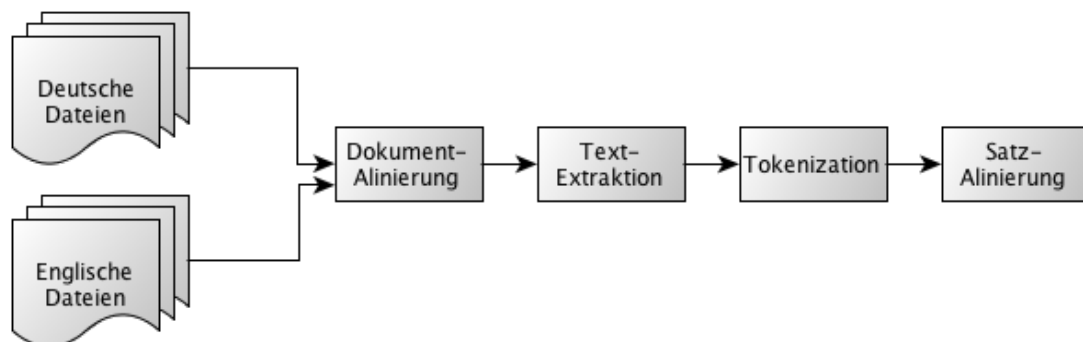 Deutsche
Dateien
Englische
Dateien
Dokument-
Alinierung
Text-
Extraktion
Tokenization
Satz-
Alinierung